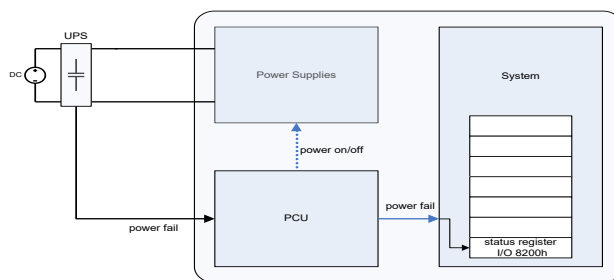 UPS
DC
Power Supplies
System
power on/off
PCU
power fail
power fail
status register
I/O 8200h